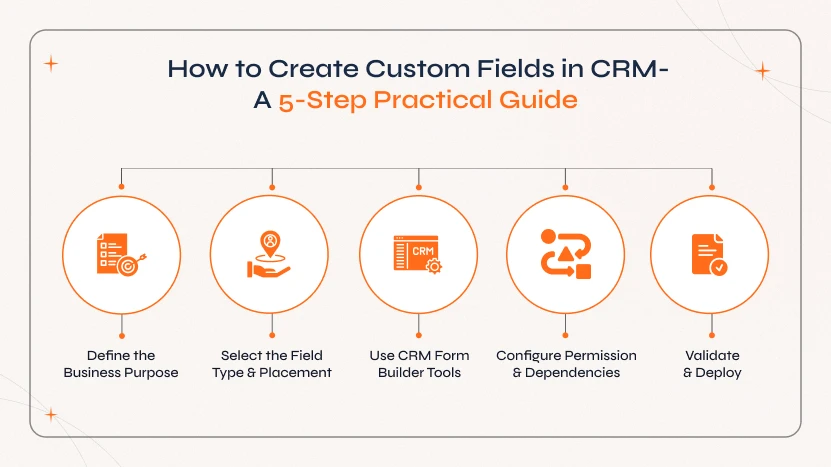 How to Create Custom Fields in CRM-
A 5-Step Practical Guide
CRM
Define the
Business Purpose
Select the Field
Type & Placement
Use CRM Form
Builder Tools
Configure Permission
& Dependencies
Validate
& Deploy